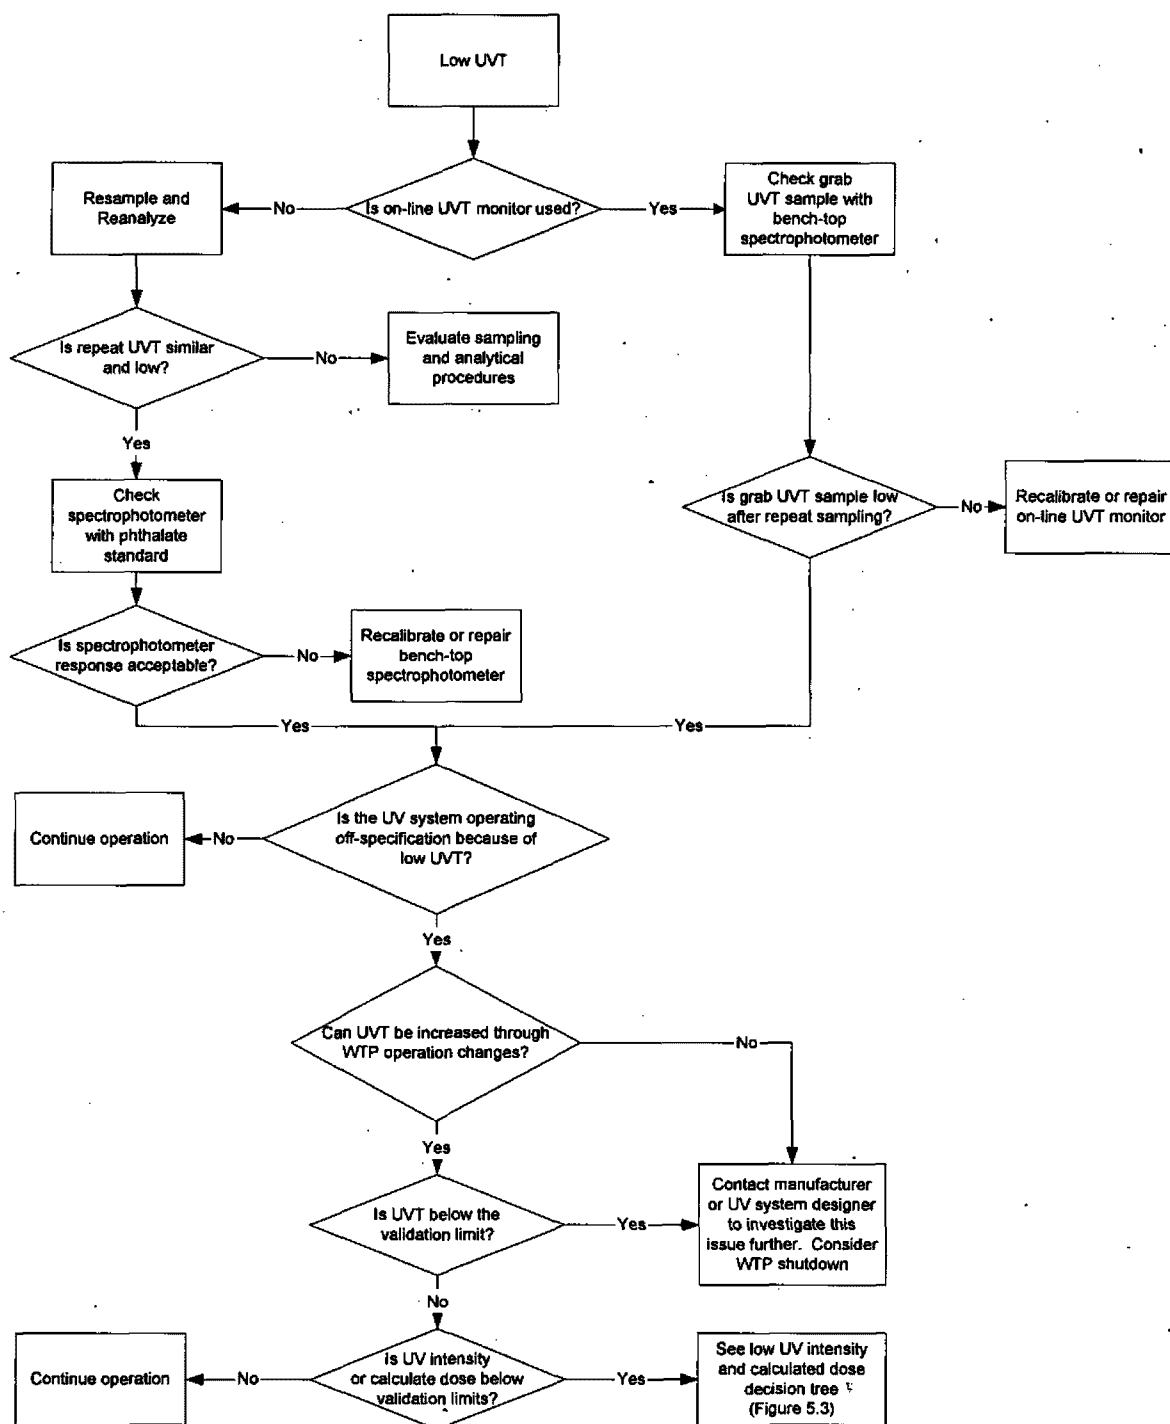 Low UVT
Resample and
Reanalyze
No
Is on-line UVT monitor used?
Yes
Check grab
UVT sample with
bench-top
spectrophotometer
Is repeat UVT similar
and low?
No
Evaluate sampling
and analytical
procedures
Yes
Check
spectrophotometer
with phthalate
standard
Is grab UVT sample low
after repeat sampling?
No
Recalibrate or repair
on-line UVT monitor
Is spectrophotometer
response acceptable?
No
Recalibrate or repair
bench-top
spectrophotometer
Yes
Yes
Continue operation
No
Is the UV system operating
off-specification because of
low UVT?
Yes
Can UVT be increased through
WTP operation changes?
No
Yes
Is UVT below the
validation limit?
Yes
Contact manufacturer
or UV system designer
to investigate this
issue further. Consider
WTP shutdown
No
Continue operation
No
Is UV intensity
or calculate dose below
validation limits?
Yes
See low UV intensity
and calculated dose
decision tree
(Figure 5.3)